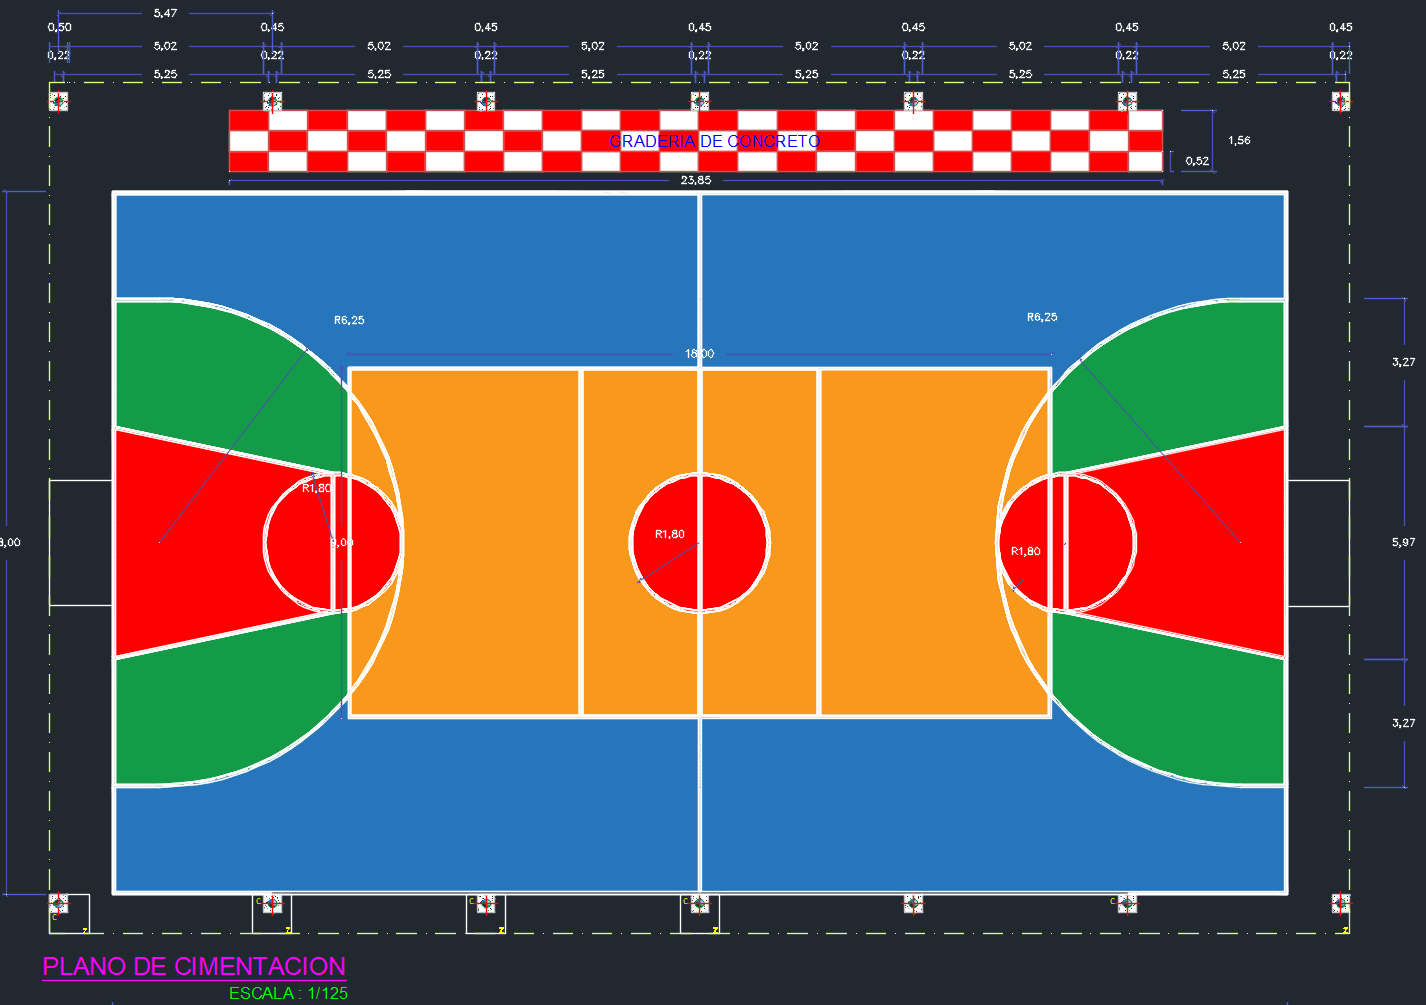 5,47
0,50 0,45 0,45 0,45 0,45 0,45 0,45
5,02 5,02 5,02 5,02 5,02 5,02
0,22 0,22 0,22 0,22 0,22 0,22 0,22
5,25 5,25 5,25 5,25 5,25 5,25
GRADERIA DE CONCRETO
1,56
0,52
23,85
R6,25
R6,25
18,00
3,27
R1,80
R1,80
R1,80
9,00
5,97
3,27
C C C C
C
Z Z Z Z Z
PLANO DE CIMENTACION
ESCALA : 1/125